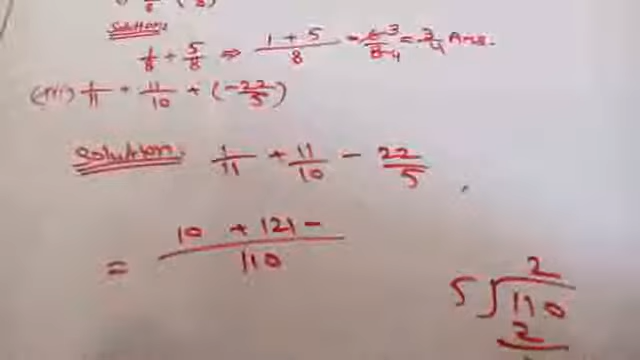 Solution:
1/8 + 5/8 ⇒ 1+5/8 = 6 3/8 4 = 3/4 Ans.
(iii) 1/11 + 11/10 + (-22/5)
Solution: 1/11 + 11/10 - 22/5
= 10 + 121 - / 110
2
5 ) 110
2